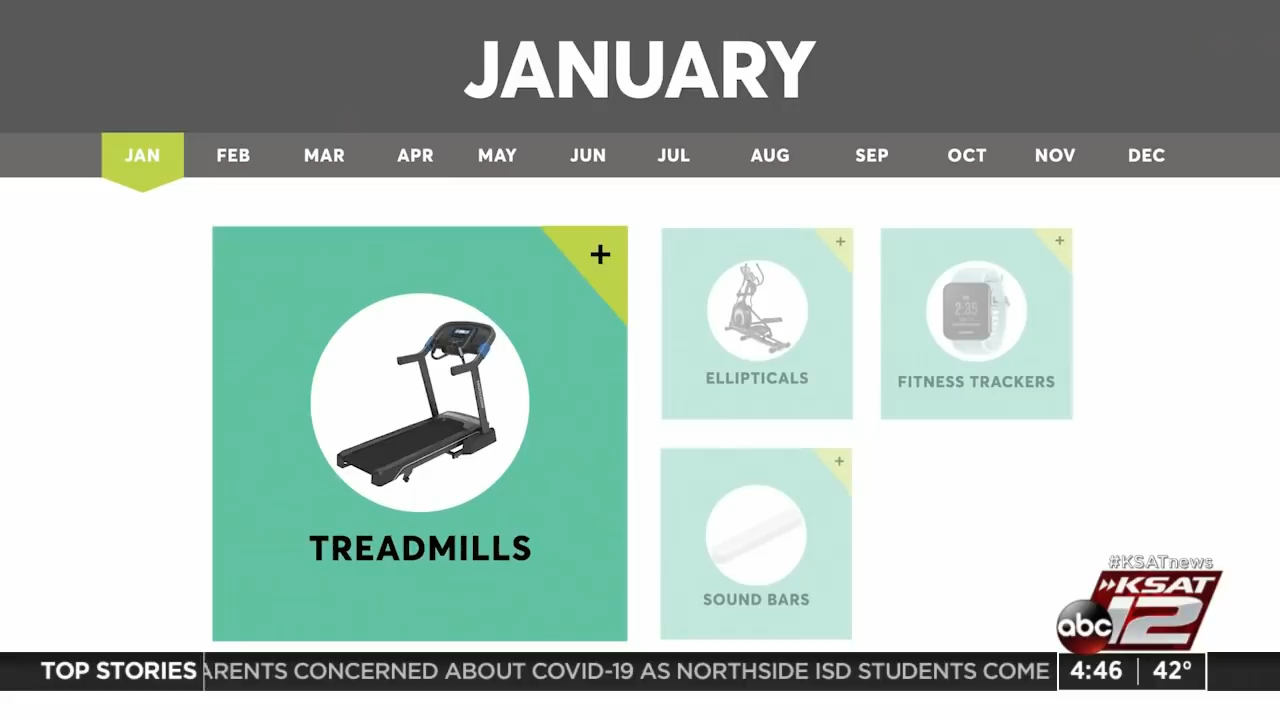 JANUARY
JAN FEB MAR APR MAY JUN JUL AUG SEP OCT NOV DEC
+
+
+
TREADMILLS
ELLIPTICALS
2:35
FITNESS TRACKERS
+
SOUND BARS
#KSATnews
KSAT
abc 12
TOP STORIES ARENTS CONCERNED ABOUT COVID-19 AS NORTHSIDE ISD STUDENTS COME 4:46 42°